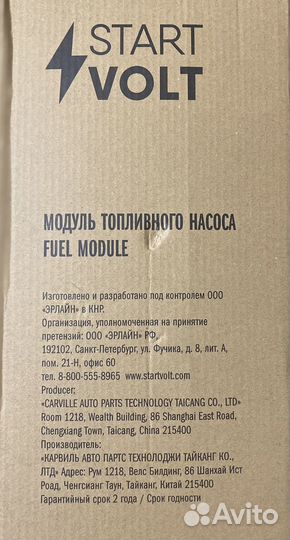 START
VOLT
МОДУЛЬ ТОПЛИВНОГО НАСОСА
FUEL MODULE
Изготовлено и разработано под контролем ООО
«ЭРЛАЙН» в КНР.
Организация, уполномоченная на принятие
претензий: ООО «ЭРЛАЙН» РФ,
192102, Санкт-Петербург, ул. Фучика, д. 8, лит. А,
пом. 21-Н, офис 60
тел. 8-800-555-8965 www.startvolt.com
Producer:
«CARVILLE AUTO PARTS TECHNOLOGY TAICANG CO., LTD»
Room 1218, Wealth Building, 86 Shanghai East Road,
Chengxiang Town, Taicang, China 215400
Производитель:
«КАРВИЛЬ АВТО ПАРТС ТЕХНОЛОДЖИ ТАЙКАНГ КО.,
ЛТД» Адрес: Рум 1218, Велс Билдинг, 86 Шанхай Ист
Роад, Ченгсианг Таун, Тайканг, Китай 215400
Гарантийный срок 2 года / Срок годности
Avito